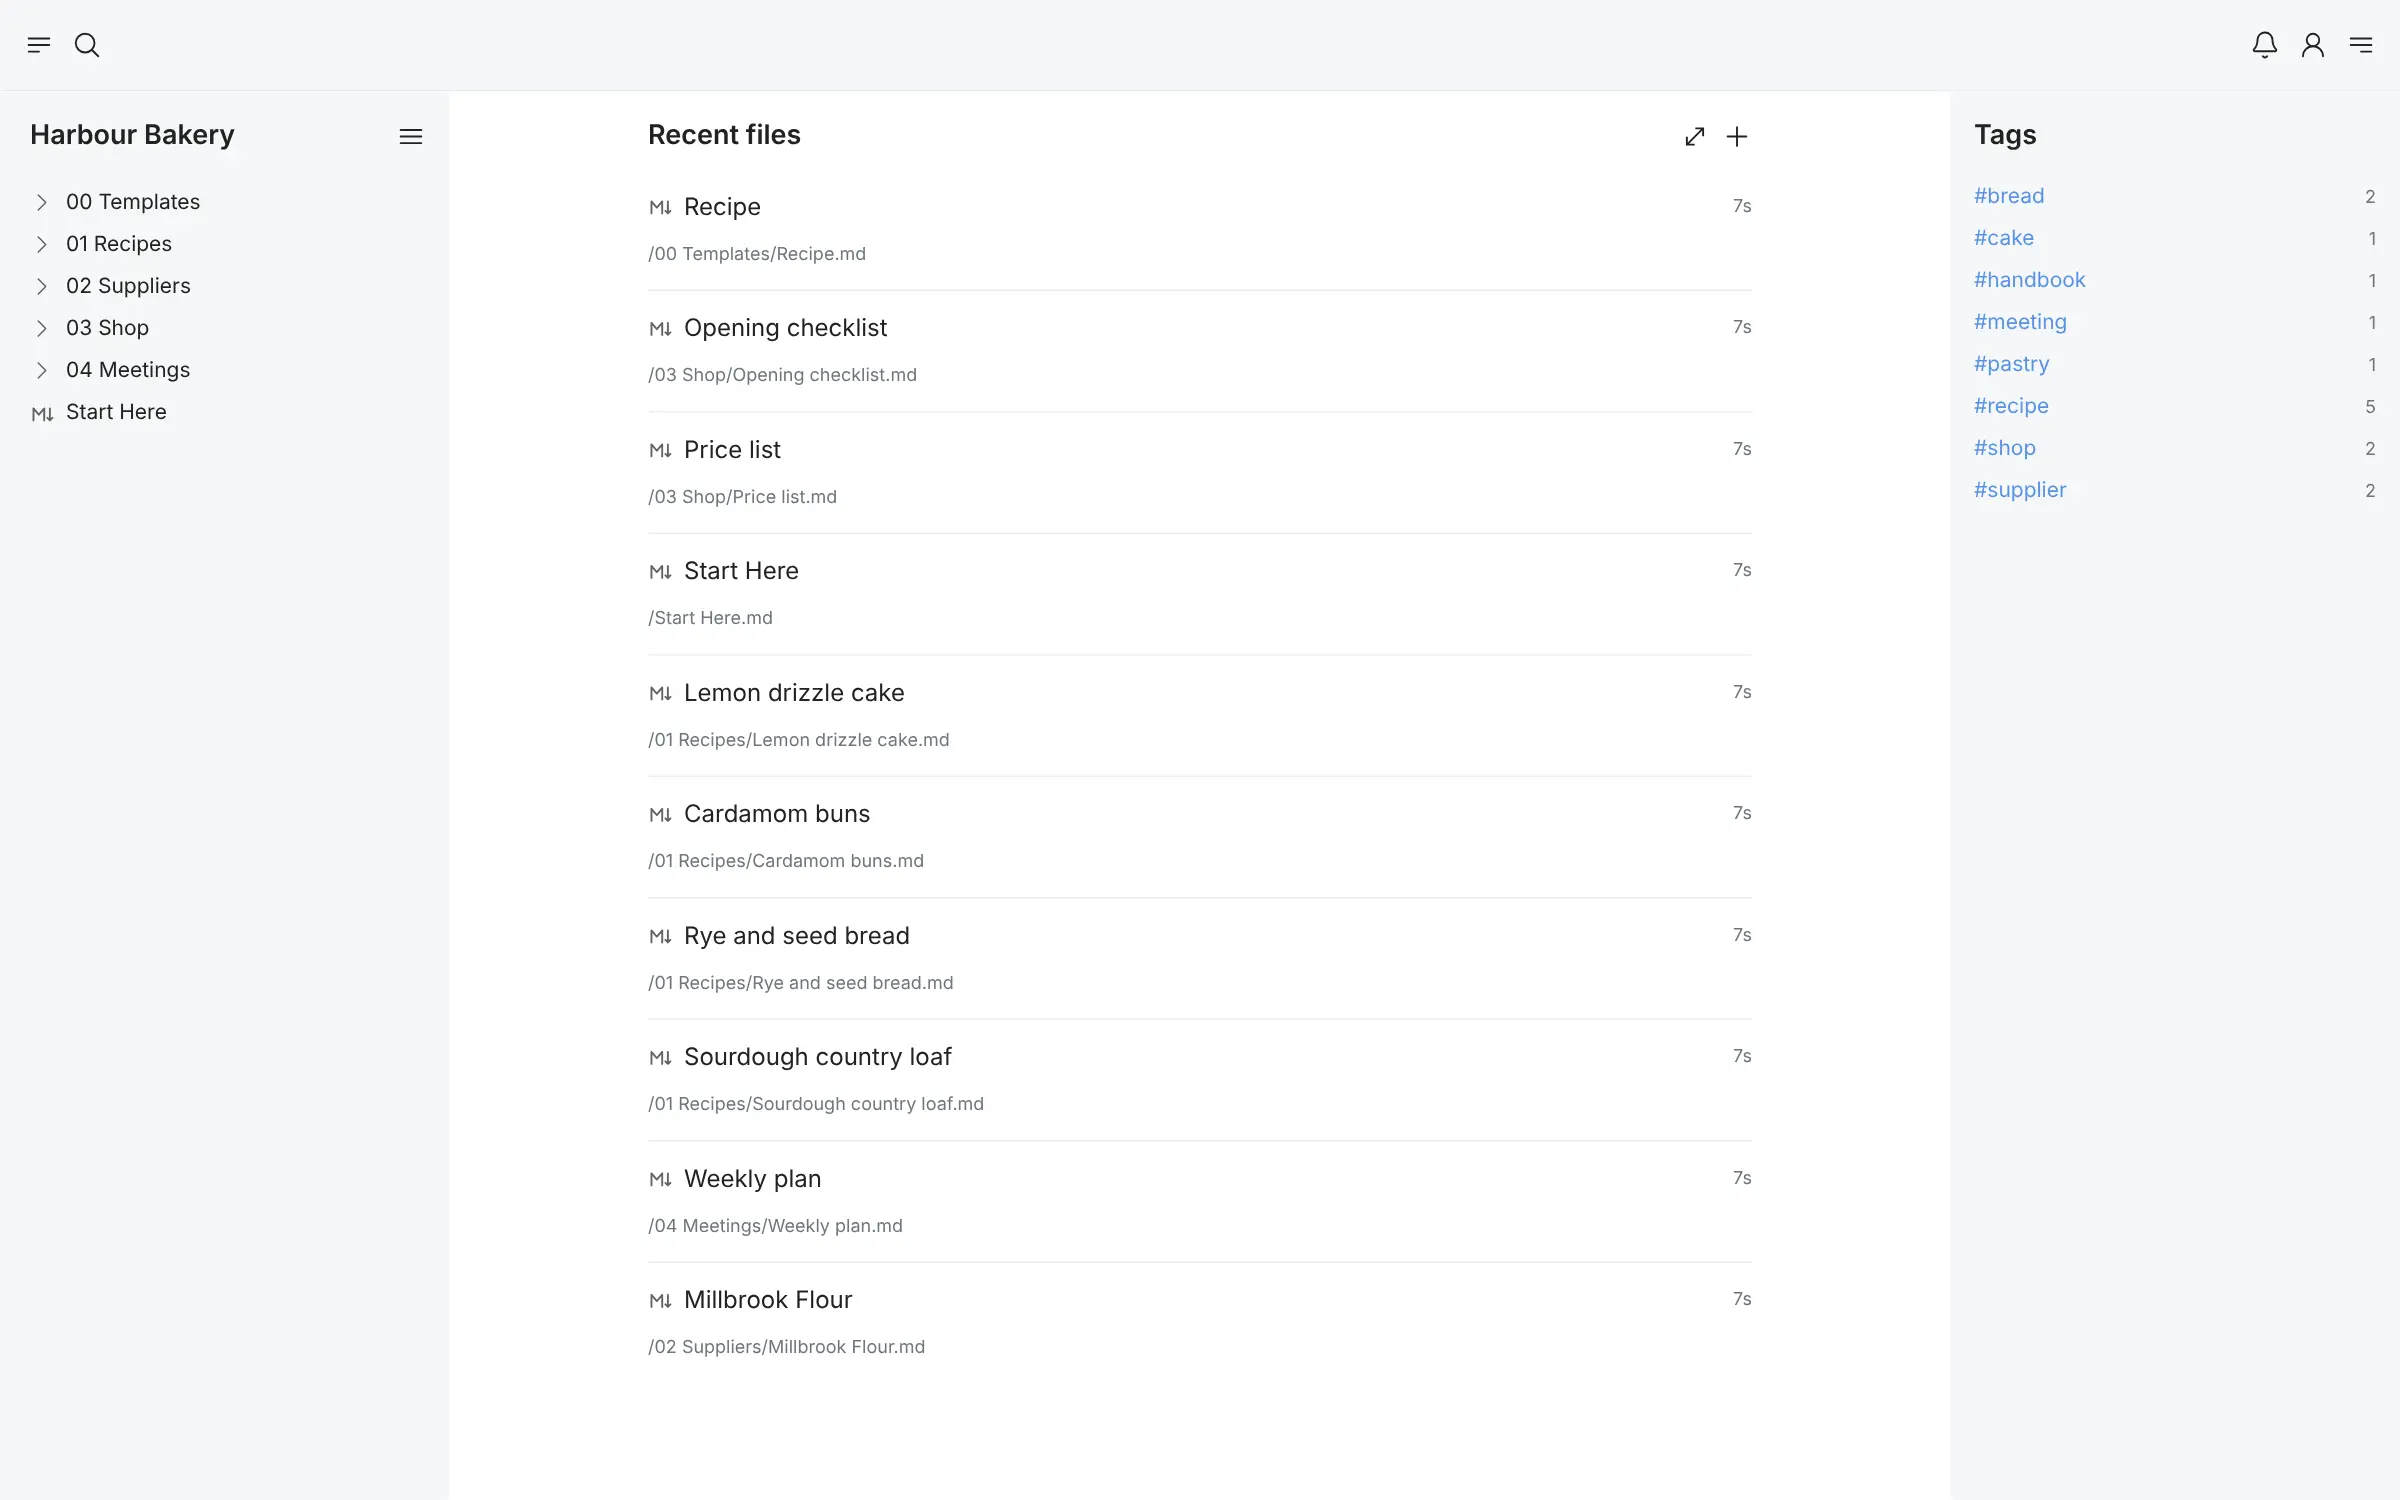 Harbour Bakery
00 Templates
01 Recipes
02 Suppliers
03 Shop
04 Meetings
M↓ Start Here
Recent files
M↓ Recipe 7s
/00 Templates/Recipe.md
M↓ Opening checklist 7s
/03 Shop/Opening checklist.md
M↓ Price list 7s
/03 Shop/Price list.md
M↓ Start Here 7s
/Start Here.md
M↓ Lemon drizzle cake 7s
/01 Recipes/Lemon drizzle cake.md
M↓ Cardamom buns 7s
/01 Recipes/Cardamom buns.md
M↓ Rye and seed bread 7s
/01 Recipes/Rye and seed bread.md
M↓ Sourdough country loaf 7s
/01 Recipes/Sourdough country loaf.md
M↓ Weekly plan 7s
/04 Meetings/Weekly plan.md
M↓ Millbrook Flour 7s
/02 Suppliers/Millbrook Flour.md
Tags
#bread 2
#cake 1
#handbook 1
#meeting 1
#pastry 1
#recipe 5
#shop 2
#supplier 2